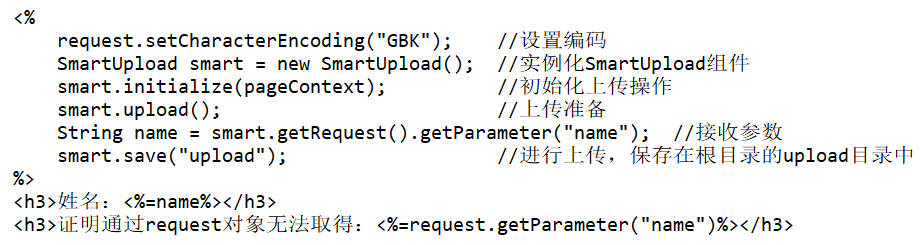 <%
request.setCharacterEncoding("GBK"); //设置编码
SmartUpload smart = new SmartUpload(); //实例化SmartUpload组件
smart.initialize(pageContext); //初始化上传操作
smart.upload(); //上传准备
String name = smart.getRequest().getParameter("name"); //接收参数
smart.save("upload"); //进行上传，保存在根目录的upload目录中
%>
<h3>姓名：<%=name%></h3>
<h3>证明通过request对象无法取得：<%=request.getParameter("name")%></h3>